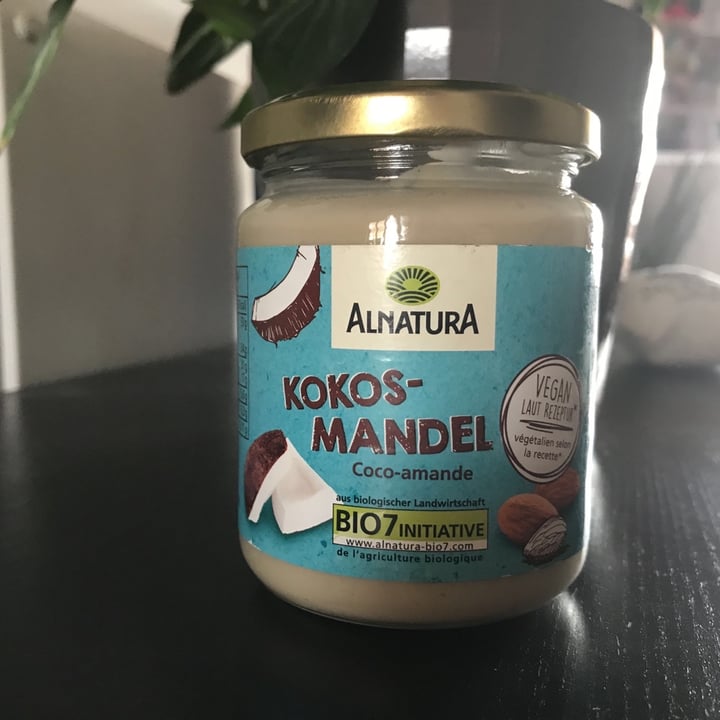 ALNATURA
KOKOS-
MANDEL
Coco-amande
VEGAN
LAUT REZEPTUR*
végétalien selon
la recette*
aus biologischer Landwirtschaft
BIO7 INITIATIVE
www.alnatura-bio7.com
de l'agriculture biologique